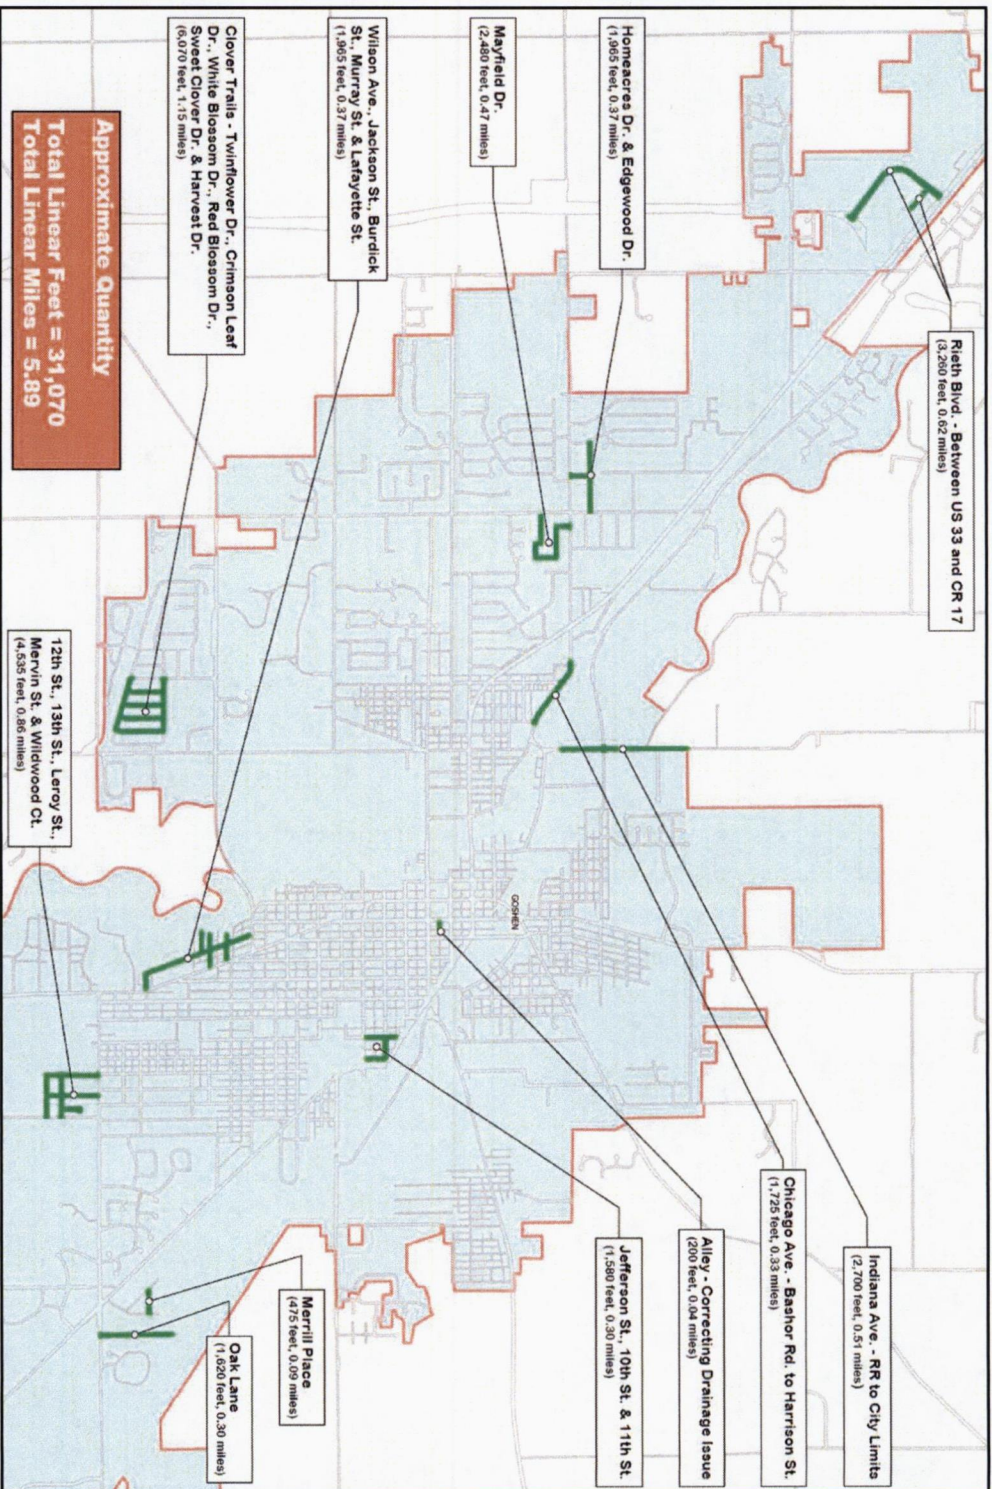 Rieth Blvd. - Between US 33 and CR 17
(3,260 feet, 0.62 miles)
Homeacres Dr. & Edgewood Dr.
(1,965 feet, 0.37 miles)
Mayfield Dr.
(2,480 feet, 0.47 miles)
Wilson Ave., Jackson St., Burdick
St., Murray St. & Lafayette St.
(1,965 feet, 0.37 miles)
Clover Trails - Twinflower Dr., Crimson Leaf
Dr., White Blossom Dr., Red Blossom Dr.,
Sweet Clover Dr. & Harvest Dr.
(6,070 feet, 1.15 miles)
Approximate Quantity
Total Linear Feet = 31,070
Total Linear Miles = 5.89
12th St., 13th St., Leroy St.,
Mervin St. & Wildwood Ct.
(4,535 feet, 0.86 miles)
GOSHEN
Indiana Ave. - RR to City Limits
(2,700 feet, 0.51 miles)
Chicago Ave. - Bashor Rd. to Harrison St.
(1,725 feet, 0.33 miles)
Alley - Correcting Drainage Issue
(200 feet, 0.04 miles)
Jefferson St., 10th St. & 11th St.
(1,580 feet, 0.30 miles)
Merrill Place
(475 feet, 0.09 miles)
Oak Lane
(1,620 feet, 0.30 miles)